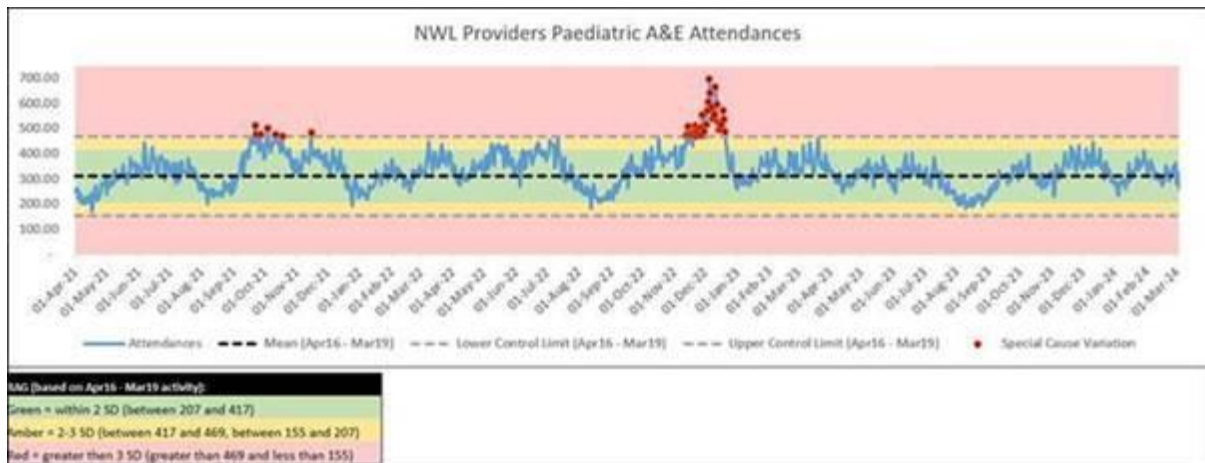 NWL Providers Paediatric A&E Attendances
700.00
600.00
500.00
400.00
300.00
200.00
100.00
-
01-Apr-21
01-May-21
01-Jun-21
01-Jul-21
01-Aug-21
01-Sep-21
01-Oct-21
01-Nov-21
01-Dec-21
01-Jan-22
01-Feb-22
01-Mar-22
01-Apr-22
01-May-22
01-Jun-22
01-Jul-22
01-Aug-22
01-Sep-22
01-Oct-22
01-Nov-22
01-Dec-22
01-Jan-23
01-Feb-23
01-Mar-23
01-Apr-23
01-May-23
01-Jun-23
01-Jul-23
01-Aug-23
01-Sep-23
01-Oct-23
01-Nov-23
01-Dec-23
01-Jan-24
01-Feb-24
01-Mar-24
Attendances Mean (Apr16 - Mar19) Lower Control Limit (Apr16 - Mar19) Upper Control Limit (Apr16 - Mar19) Special Cause Variation
RAG (based on Apr16 - Mar19 activity):
Green = within 2 SD (between 207 and 417)
Amber = 2-3 SD (between 417 and 469, between 155 and 207)
Red = greater then 3 SD (greater than 469 and less than 155)